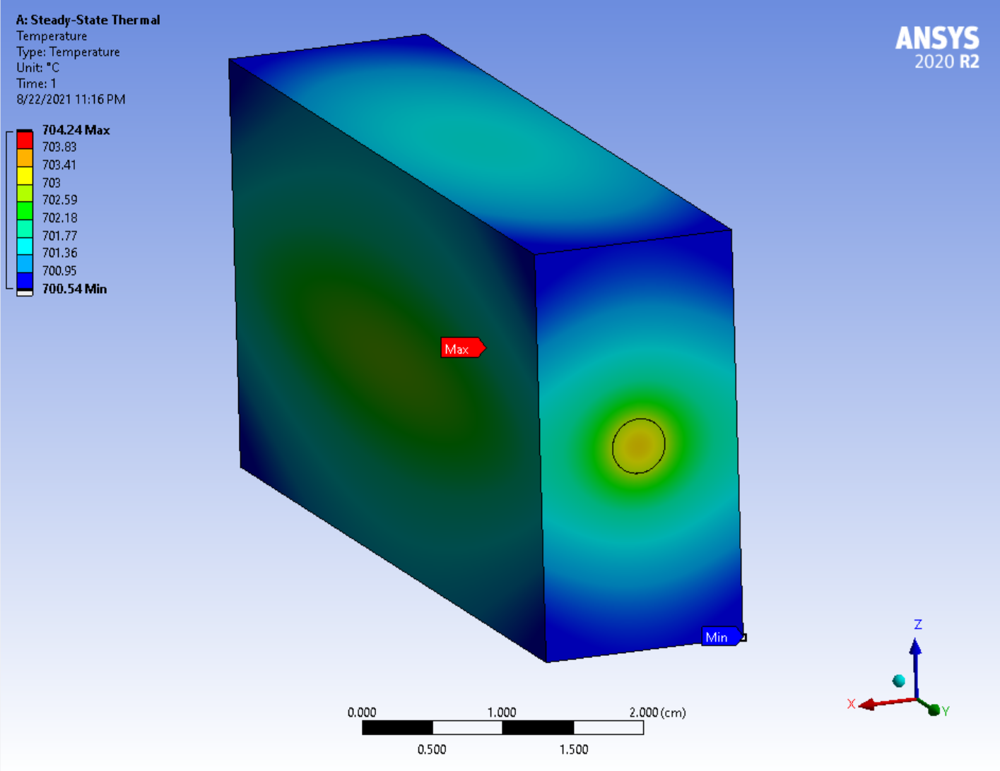 A: Steady-State Thermal
Temperature
Type: Temperature
Unit: °C
Time: 1
8/22/2021 11:16 PM
704.24 Max
703.83
703.41
703
702.59
702.18
701.77
701.36
700.95
700.54 Min
ANSYS
2020 R2
Max
Min
0.000
1.000
2.000 (cm)
0.500
1.500
Z
X
Y